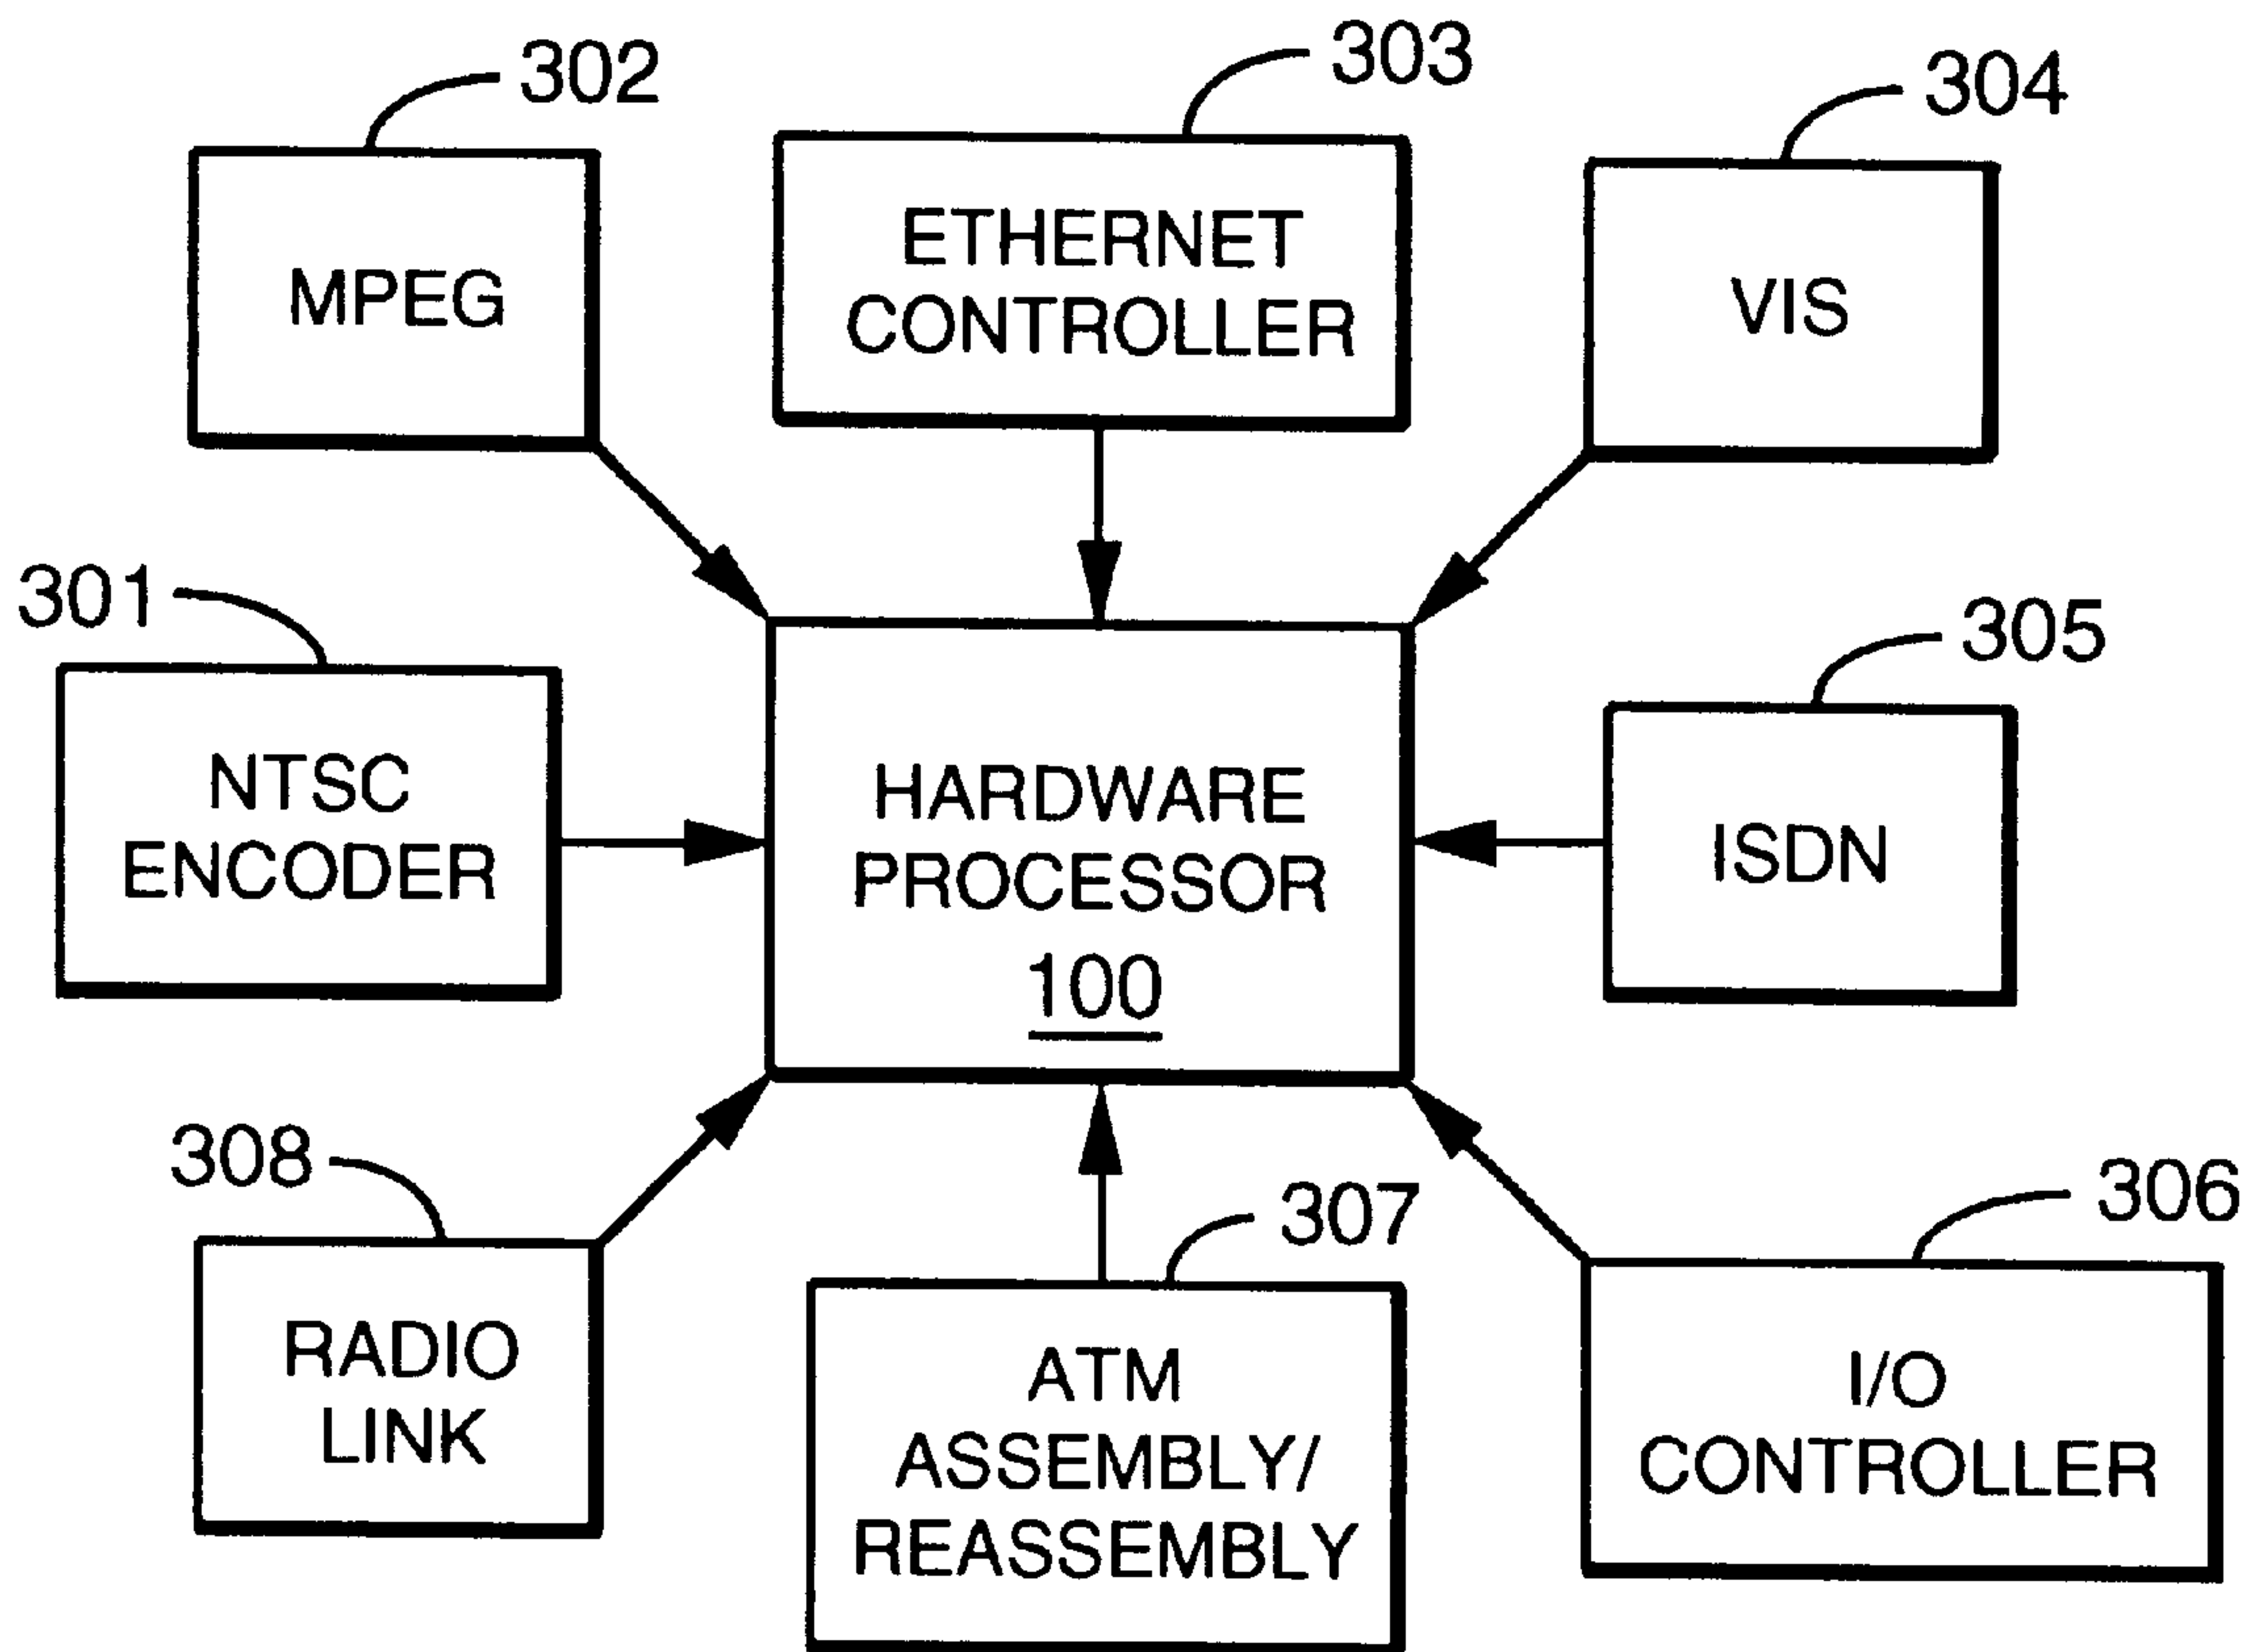 302
303
304
MPEG
ETHERNET
CONTROLLER
VIS
301
305
NTSC
ENCODER
HARDWARE
PROCESSOR
100
ISDN
308
307
306
RADIO
LINK
ATM
ASSEMBLY/
REASSEMBLY
I/O
CONTROLLER